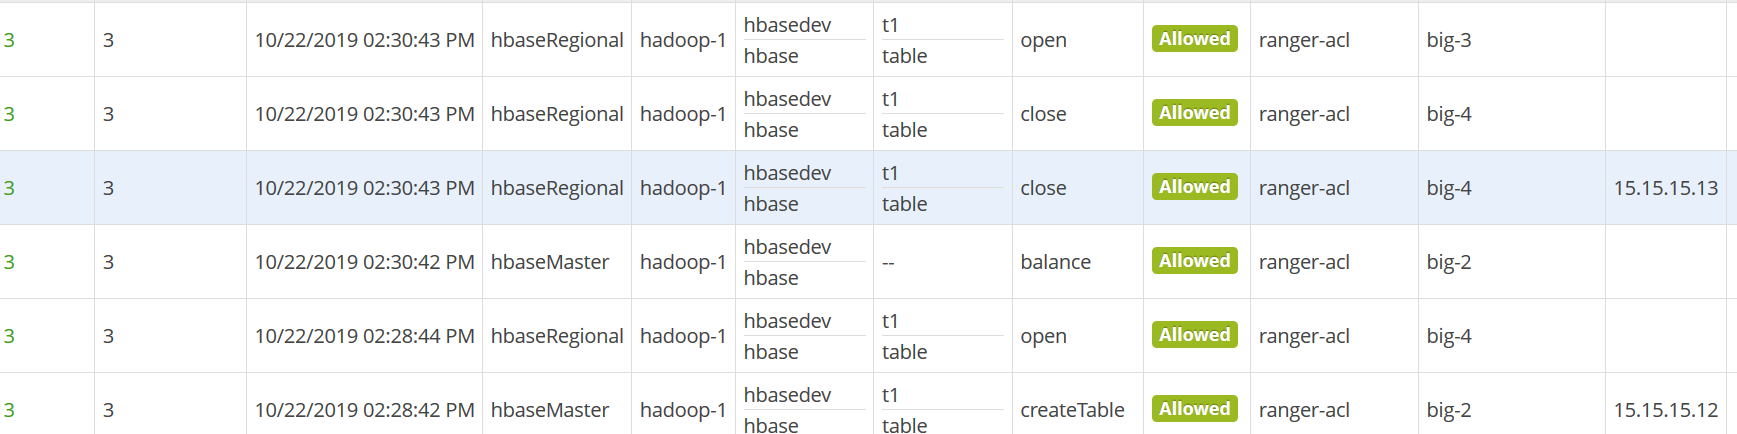 3 3 10/22/2019 02:30:43 PM hbaseRegional hadoop-1 hbasedev hbase t1 table open Allowed ranger-acl big-3
3 3 10/22/2019 02:30:43 PM hbaseRegional hadoop-1 hbasedev hbase t1 table close Allowed ranger-acl big-4
3 3 10/22/2019 02:30:43 PM hbaseRegional hadoop-1 hbasedev hbase t1 table close Allowed ranger-acl big-4 15.15.15.13
3 3 10/22/2019 02:30:42 PM hbaseMaster hadoop-1 hbasedev hbase -- balance Allowed ranger-acl big-2
3 3 10/22/2019 02:28:44 PM hbaseRegional hadoop-1 hbasedev hbase t1 table open Allowed ranger-acl big-4
3 3 10/22/2019 02:28:42 PM hbaseMaster hadoop-1 hbasedev hbase t1 table createTable Allowed ranger-acl big-2 15.15.15.12